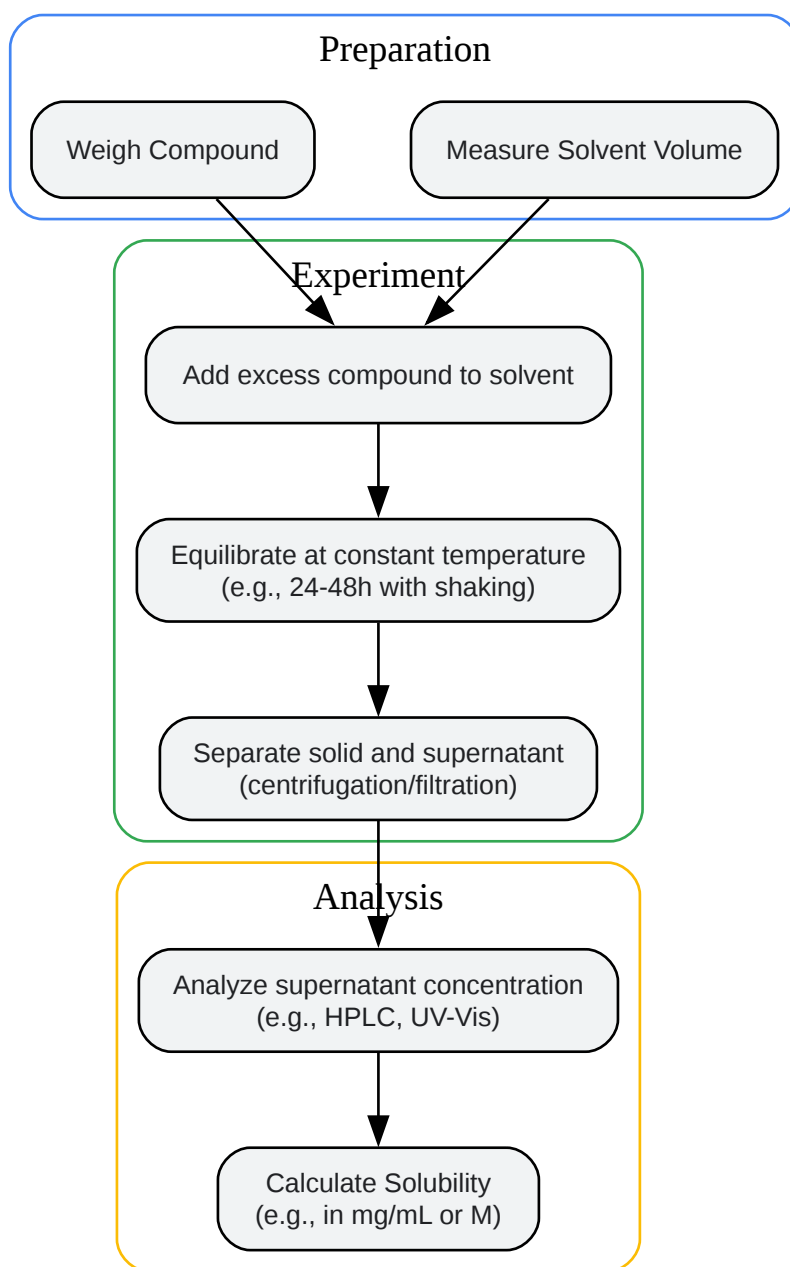 Preparation
Weigh Compound
Measure Solvent Volume
Experiment
Add excess compound to solvent
Equilibrate at constant temperature
(e.g., 24-48h with shaking)
Separate solid and supernatant
(centrifugation/filtration)
Analysis
Analyze supernatant concentration
(e.g., HPLC, UV-Vis)
Calculate Solubility
(e.g., in mg/mL or M)